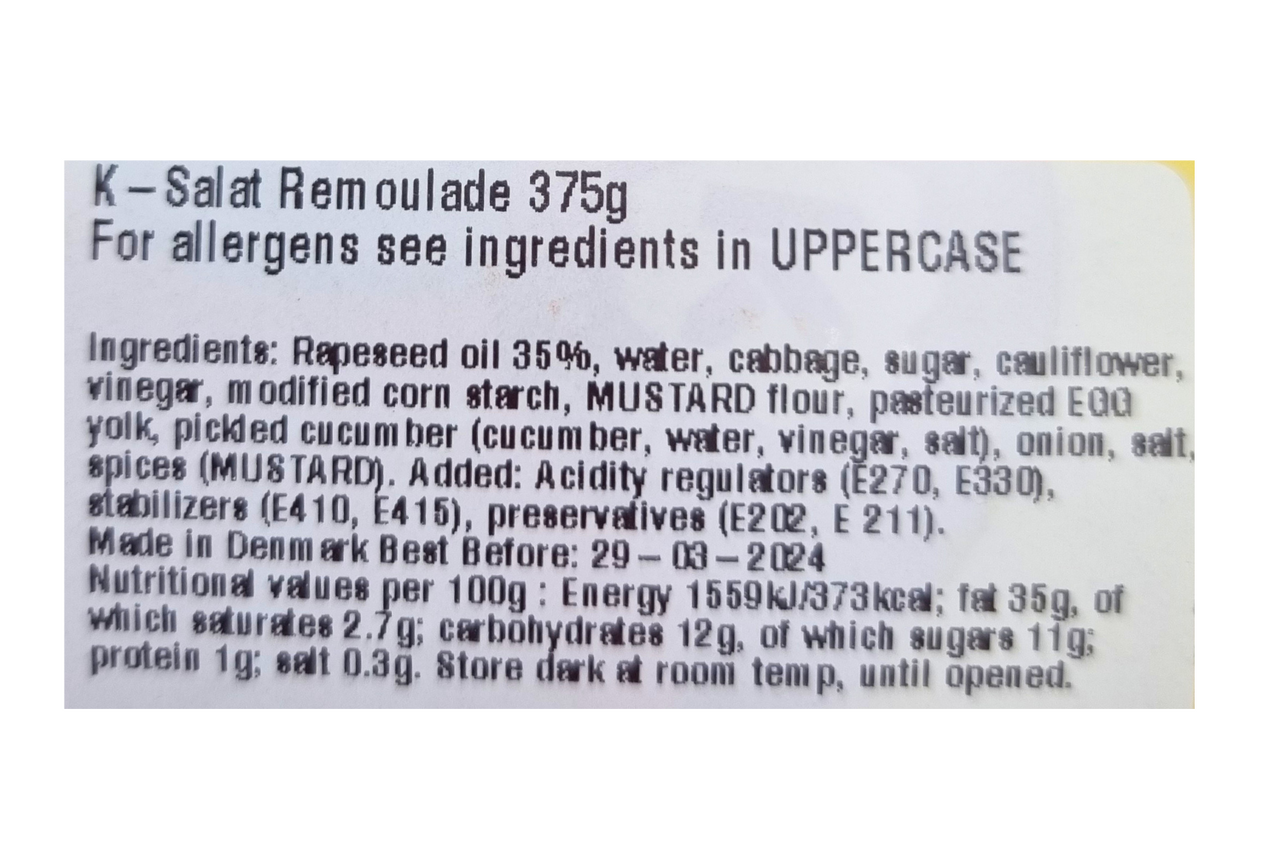 K – Salat Remoulade 375g
For allergens see ingredients in UPPERCASE
Ingredients: Rapeseed oil 35%, water, cabbage, sugar, cauliflower,
vinegar, modified corn starch, MUSTARD flour, pasteurized EGG
yolk, pickled cucumber (cucumber, water, vinegar, salt), onion, salt,
spices (MUSTARD). Added: Acidity regulators (E270, E330),
stabilizers (E410, E415), preservatives (E202, E 211).
Made in Denmark Best Before: 29 – 03 – 2024
Nutritional values per 100g : Energy 1559kJ/373kcal; fat 35g, of
which saturates 2.7g; carbohydrates 12g, of which sugars 11g;
protein 1g; salt 0.3g. Store dark at room temp, until opened.